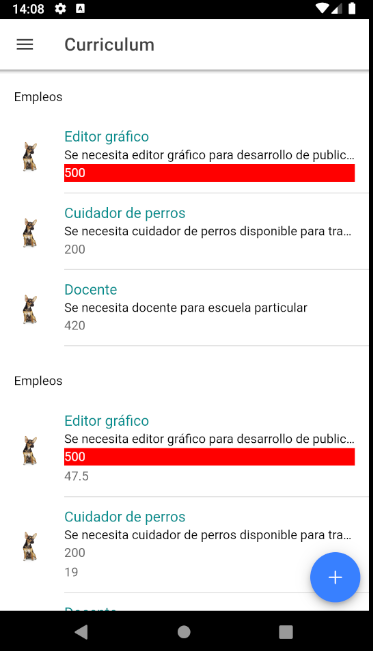 14:08
Curriculum
Empleos
Editor gráfico
Se necesita editor gráfico para desarrollo de public...
500
Cuidador de perros
Se necesita cuidador de perros disponible para tra...
200
Docente
Se necesita docente para escuela particular
420
Empleos
Editor gráfico
Se necesita editor gráfico para desarrollo de public...
500
47.5
Cuidador de perros
Se necesita cuidador de perros disponible para tra...
200
19
Docente